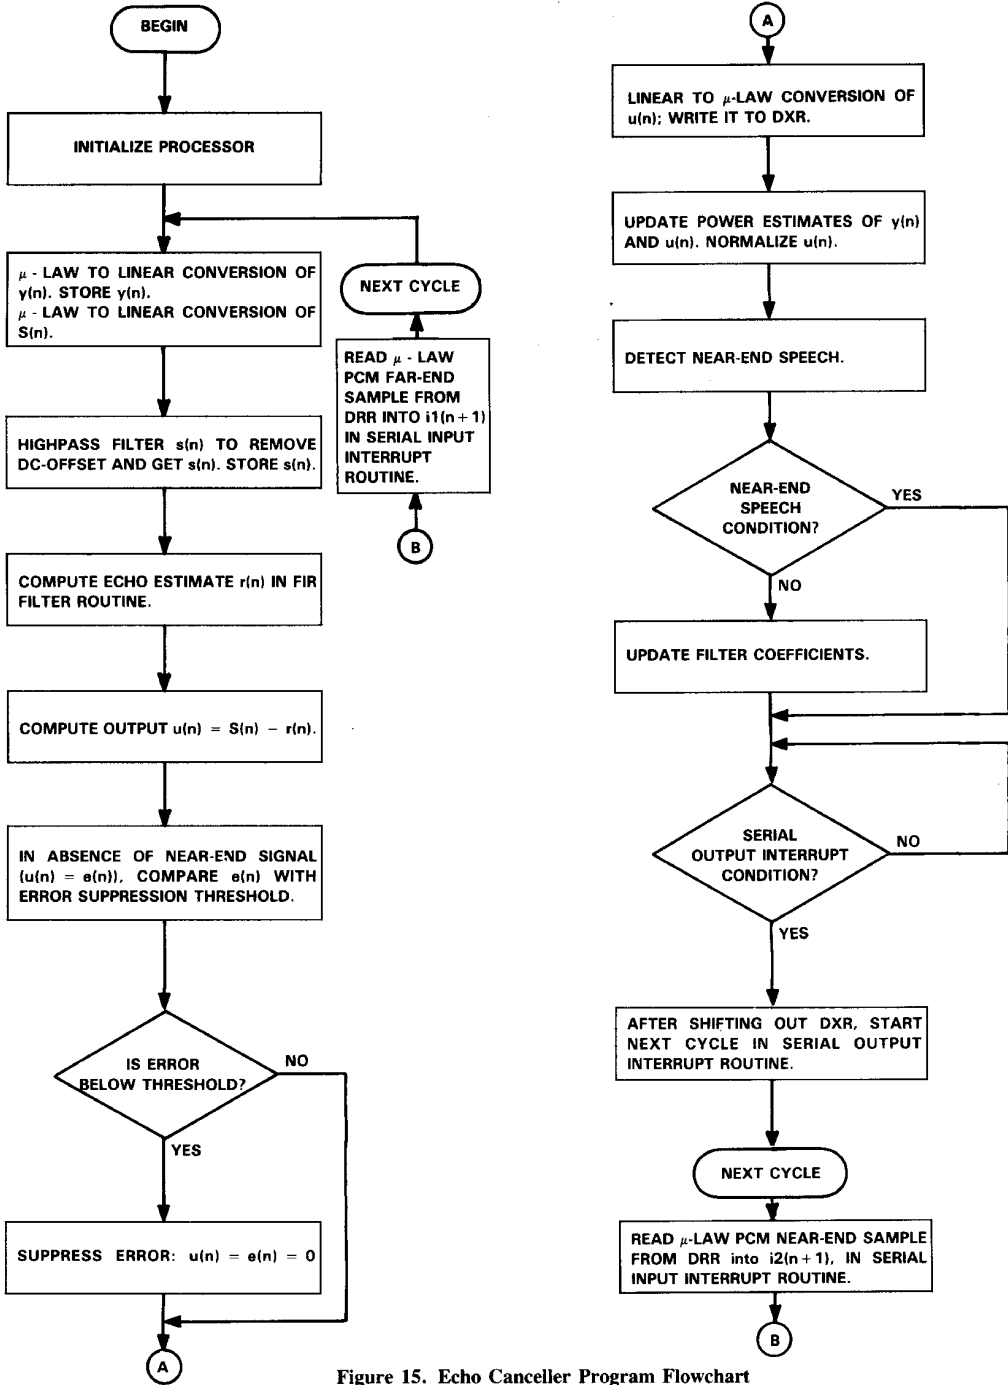 BEGIN
INITIALIZE PROCESSOR
μ - LAW TO LINEAR CONVERSION OF
y(n). STORE y(n).
μ - LAW TO LINEAR CONVERSION OF
S(n).
HIGHPASS FILTER s(n) TO REMOVE
DC-OFFSET AND GET s(n). STORE s(n).
COMPUTE ECHO ESTIMATE r(n) IN FIR
FILTER ROUTINE.
COMPUTE OUTPUT u(n) = S(n) − r(n).
IN ABSENCE OF NEAR-END SIGNAL
(u(n) = e(n)), COMPARE e(n) WITH
ERROR SUPPRESSION THRESHOLD.
IS ERROR
BELOW THRESHOLD?
NO
YES
SUPPRESS ERROR: u(n) = e(n) = 0
A
NEXT CYCLE
READ μ - LAW
PCM FAR-END
SAMPLE FROM
DRR INTO i1(n + 1)
IN SERIAL INPUT
INTERRUPT
ROUTINE.
B
A
LINEAR TO μ-LAW CONVERSION OF
u(n); WRITE IT TO DXR.
UPDATE POWER ESTIMATES OF y(n)
AND u(n). NORMALIZE u(n).
DETECT NEAR-END SPEECH.
NEAR-END
SPEECH
CONDITION?
YES
NO
UPDATE FILTER COEFFICIENTS.
SERIAL
OUTPUT INTERRUPT
CONDITION?
NO
YES
AFTER SHIFTING OUT DXR, START
NEXT CYCLE IN SERIAL OUTPUT
INTERRUPT ROUTINE.
NEXT CYCLE
READ μ-LAW PCM NEAR-END SAMPLE
FROM DRR into i2(n + 1), IN SERIAL
INPUT INTERRUPT ROUTINE.
B
Figure 15. Echo Canceller Program Flowchart